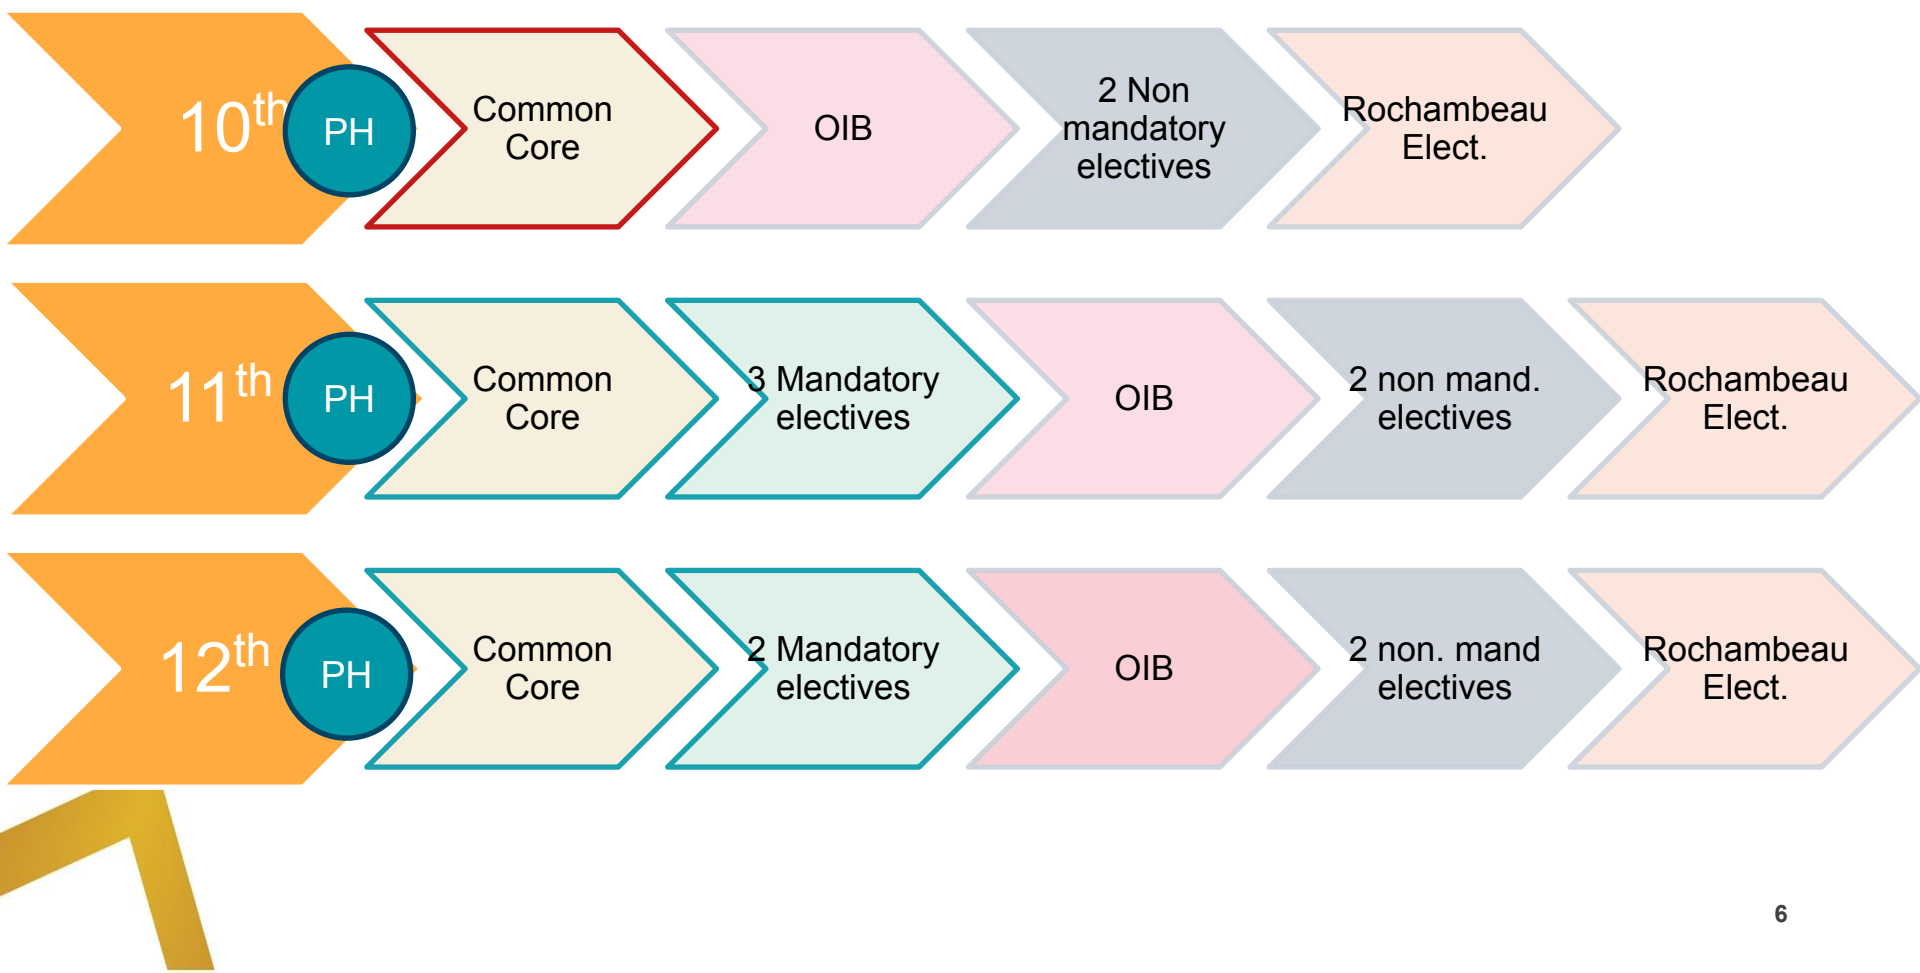 10th
PH
Common
Core
OIB
2 Non
mandatory
electives
Rochambeau
Elect.
11th
PH
Common
Core
3 Mandatory
electives
OIB
2 non mand.
electives
Rochambeau
Elect.
12th
PH
Common
Core
2 Mandatory
electives
OIB
2 non. mand
electives
Rochambeau
Elect.
6